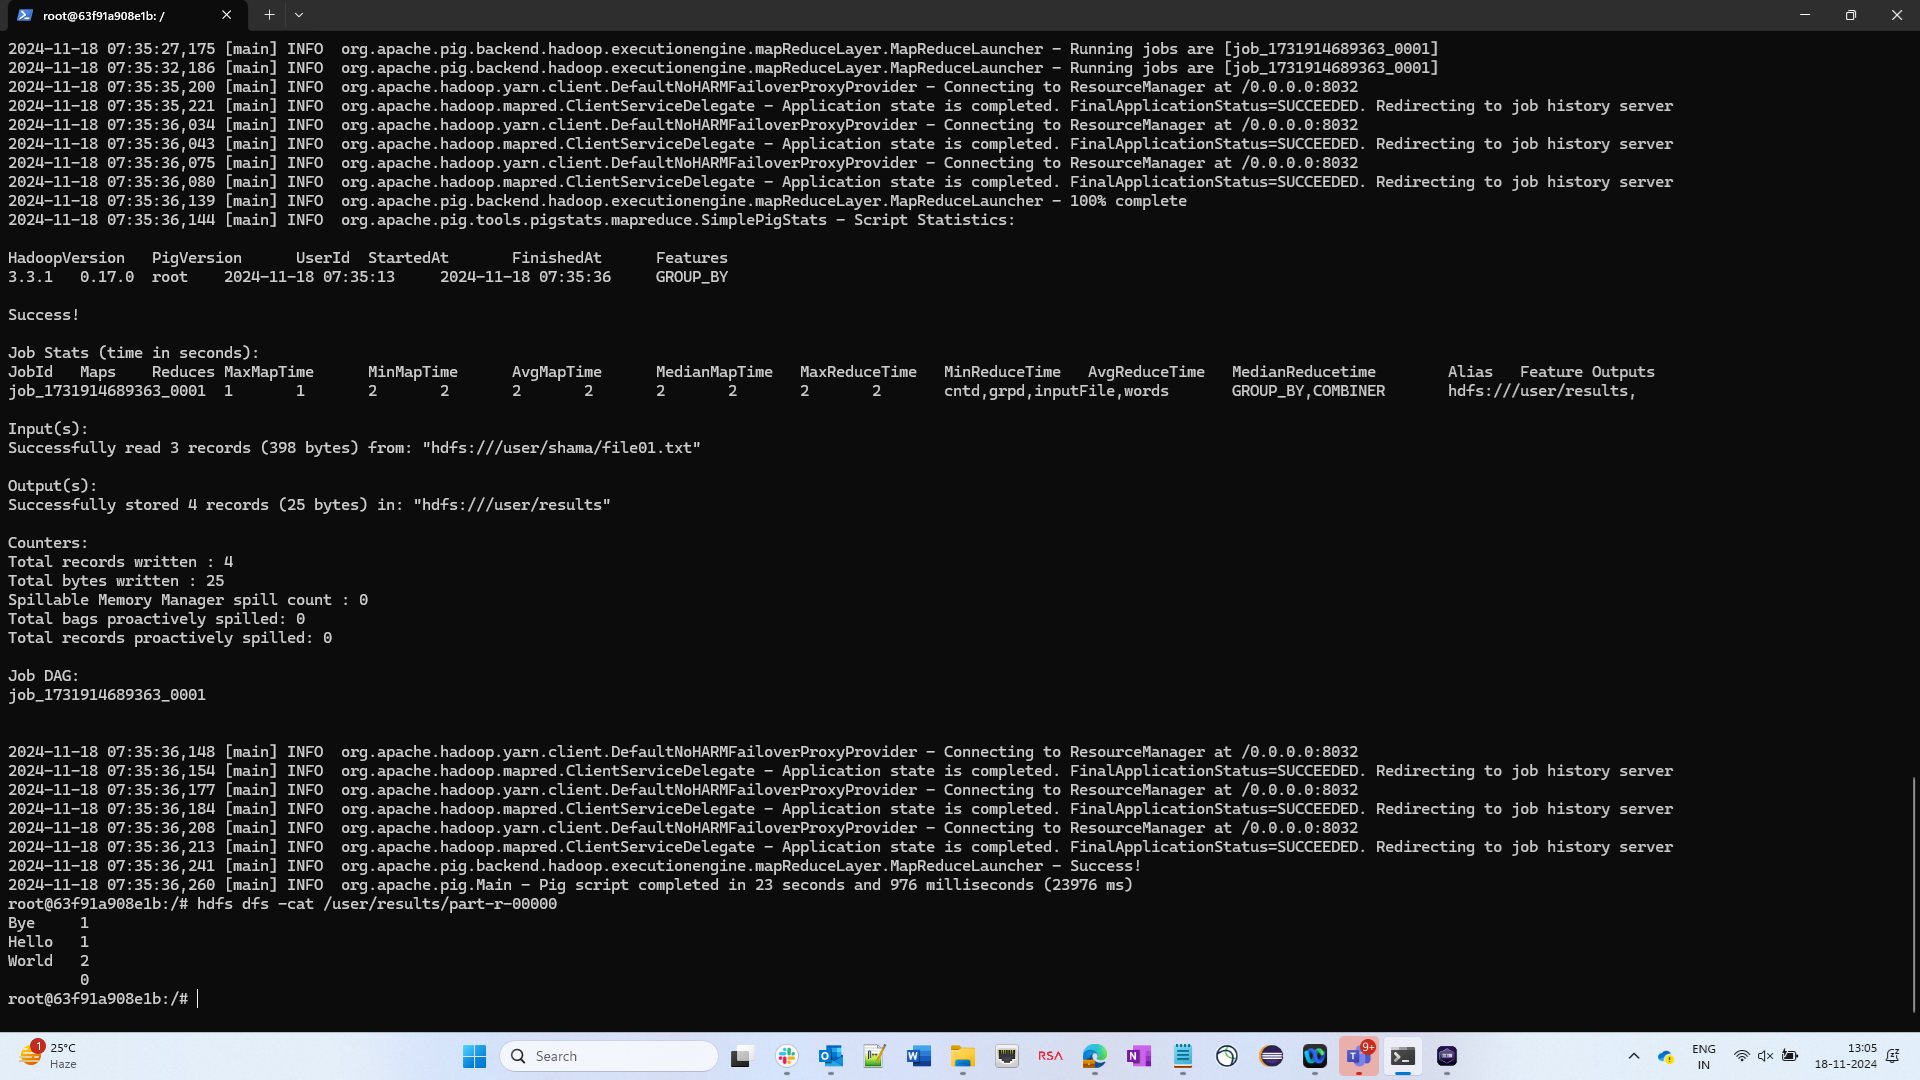 root@63f91a908e1b: /
2024-11-18 07:35:27,175 [main] INFO  org.apache.pig.backend.hadoop.executionengine.mapReduceLayer.MapReduceLauncher - Running jobs are [job_1731914689363_0001]
2024-11-18 07:35:32,186 [main] INFO  org.apache.pig.backend.hadoop.executionengine.mapReduceLayer.MapReduceLauncher - Running jobs are [job_1731914689363_0001]
2024-11-18 07:35:35,200 [main] INFO  org.apache.hadoop.yarn.client.DefaultNoHARMFailoverProxyProvider - Connecting to ResourceManager at /0.0.0.0:8032
2024-11-18 07:35:35,221 [main] INFO  org.apache.hadoop.mapred.ClientServiceDelegate - Application state is completed. FinalApplicationStatus=SUCCEEDED. Redirecting to job history server
2024-11-18 07:35:36,034 [main] INFO  org.apache.hadoop.yarn.client.DefaultNoHARMFailoverProxyProvider - Connecting to ResourceManager at /0.0.0.0:8032
2024-11-18 07:35:36,043 [main] INFO  org.apache.hadoop.mapred.ClientServiceDelegate - Application state is completed. FinalApplicationStatus=SUCCEEDED. Redirecting to job history server
2024-11-18 07:35:36,075 [main] INFO  org.apache.hadoop.yarn.client.DefaultNoHARMFailoverProxyProvider - Connecting to ResourceManager at /0.0.0.0:8032
2024-11-18 07:35:36,080 [main] INFO  org.apache.hadoop.mapred.ClientServiceDelegate - Application state is completed. FinalApplicationStatus=SUCCEEDED. Redirecting to job history server
2024-11-18 07:35:36,139 [main] INFO  org.apache.pig.backend.hadoop.executionengine.mapReduceLayer.MapReduceLauncher - 100% complete
2024-11-18 07:35:36,144 [main] INFO  org.apache.pig.tools.pigstats.mapreduce.SimplePigStats - Script Statistics:
HadoopVersion PigVersion UserId StartedAt FinishedAt Features
3.3.1 0.17.0 root 2024-11-18 07:35:13 2024-11-18 07:35:36 GROUP_BY
Success!
Job Stats (time in seconds):
JobId Maps Reduces MaxMapTime MinMapTime AvgMapTime MedianMapTime MaxReduceTime MinReduceTime AvgReduceTime MedianReducetime Alias Feature Outputs
job_1731914689363_0001 1 1 2 2 2 2 2 2 2 2 cntd,grpd,inputFile,words GROUP_BY,COMBINER hdfs:///user/results,
Input(s):
Successfully read 3 records (398 bytes) from: "hdfs:///user/shama/file01.txt"
Output(s):
Successfully stored 4 records (25 bytes) in: "hdfs:///user/results"
Counters:
Total records written : 4
Total bytes written : 25
Spillable Memory Manager spill count : 0
Total bags proactively spilled: 0
Total records proactively spilled: 0
Job DAG:
job_1731914689363_0001
2024-11-18 07:35:36,148 [main] INFO  org.apache.hadoop.yarn.client.DefaultNoHARMFailoverProxyProvider - Connecting to ResourceManager at /0.0.0.0:8032
2024-11-18 07:35:36,154 [main] INFO  org.apache.hadoop.mapred.ClientServiceDelegate - Application state is completed. FinalApplicationStatus=SUCCEEDED. Redirecting to job history server
2024-11-18 07:35:36,177 [main] INFO  org.apache.hadoop.yarn.client.DefaultNoHARMFailoverProxyProvider - Connecting to ResourceManager at /0.0.0.0:8032
2024-11-18 07:35:36,184 [main] INFO  org.apache.hadoop.mapred.ClientServiceDelegate - Application state is completed. FinalApplicationStatus=SUCCEEDED. Redirecting to job history server
2024-11-18 07:35:36,208 [main] INFO  org.apache.hadoop.yarn.client.DefaultNoHARMFailoverProxyProvider - Connecting to ResourceManager at /0.0.0.0:8032
2024-11-18 07:35:36,213 [main] INFO  org.apache.hadoop.mapred.ClientServiceDelegate - Application state is completed. FinalApplicationStatus=SUCCEEDED. Redirecting to job history server
2024-11-18 07:35:36,241 [main] INFO  org.apache.pig.backend.hadoop.executionengine.mapReduceLayer.MapReduceLauncher - Success!
2024-11-18 07:35:36,260 [main] INFO  org.apache.pig.Main - Pig script completed in 23 seconds and 976 milliseconds (23976 ms)
root@63f91a908e1b:/# hdfs dfs -cat /user/results/part-r-00000
Bye 1
Hello 1
World 2
0
root@63f91a908e1b:/#
1
25°C
Haze
Search
RSA
9+
ENG
IN
13:05
18-11-2024